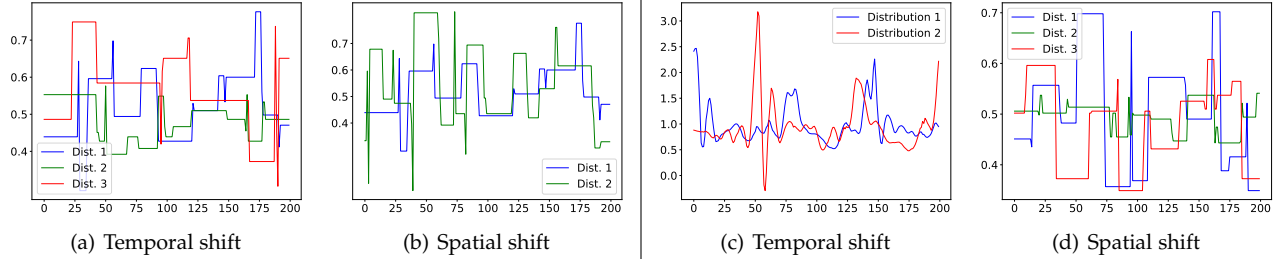 0.7
0.6
0.5
0.4
0 25 50 75 100 125 150 175 200
Dist. 1
Dist. 2
Dist. 3
(a) Temporal shift
0.7
0.6
0.5
0.4
0 25 50 75 100 125 150 175 200
Dist. 1
Dist. 2
(b) Spatial shift
3.0
2.5
2.0
1.5
1.0
0.5
0.0
0 25 50 75 100 125 150 175 200
Distribution 1
Distribution 2
(c) Temporal shift
0.7
0.6
0.5
0.4
0 25 50 75 100 125 150 175 200
Dist. 1
Dist. 2
Dist. 3
(d) Spatial shift